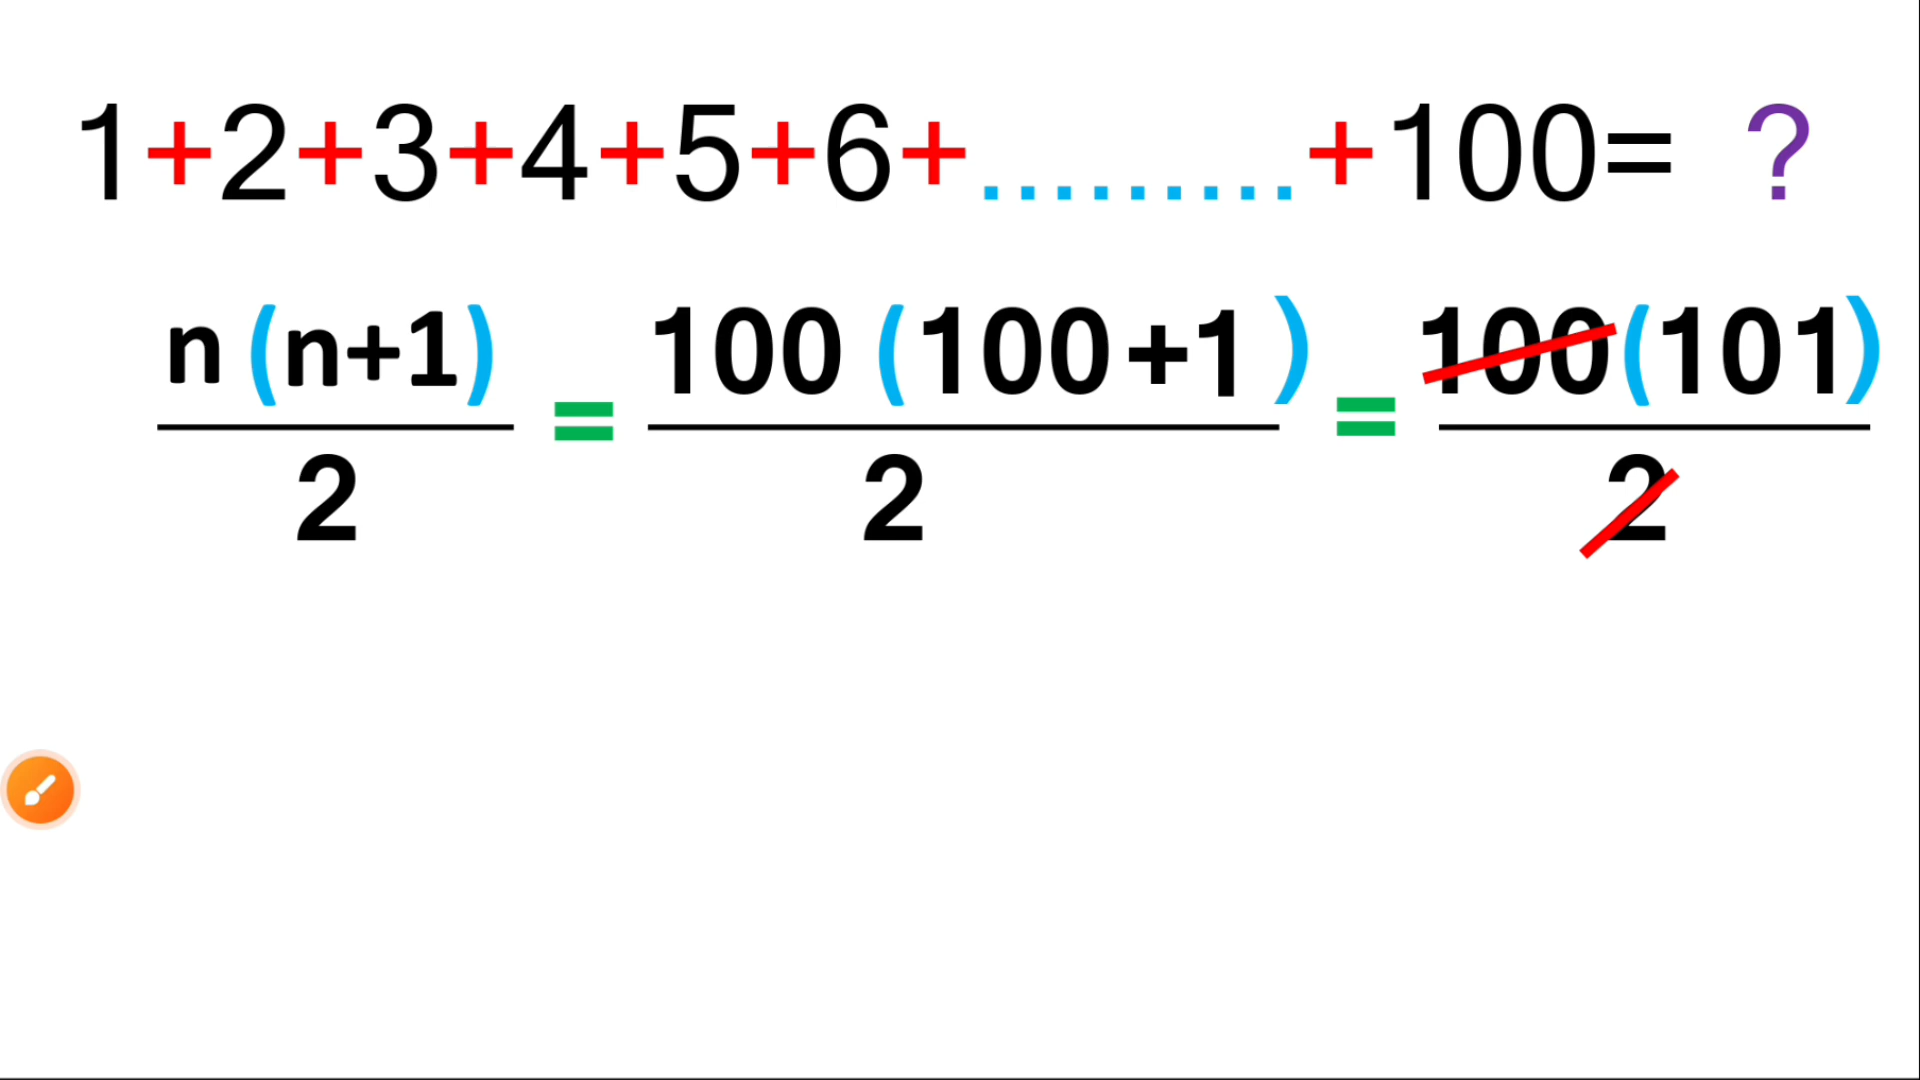 1+2+3+4+5+6+.........+100= ?
n(n+1)/2 = 100(100+1)/2 = 100(101)/2